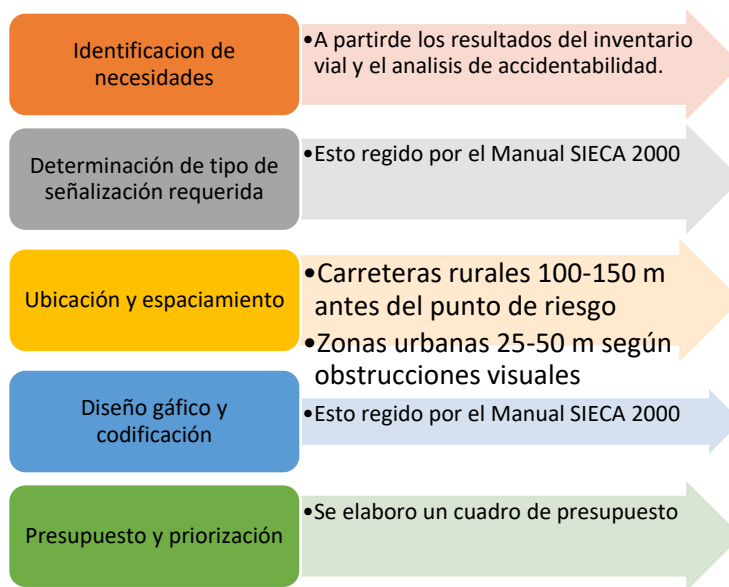 Identificacion de
necesidades
•A partirde los resultados del inventario
vial y el analisis de accidentabilidad.
Determinación de tipo de
señalización requerida
•Esto regido por el Manual SIECA 2000
Ubicación y espaciamiento
•Carreteras rurales 100-150 m
antes del punto de riesgo
•Zonas urbanas 25-50 m según
obstrucciones visuales
Diseño gáfico y
codificación
•Esto regido por el Manual SIECA 2000
Presupuesto y priorización
•Se elaboro un cuadro de presupuesto